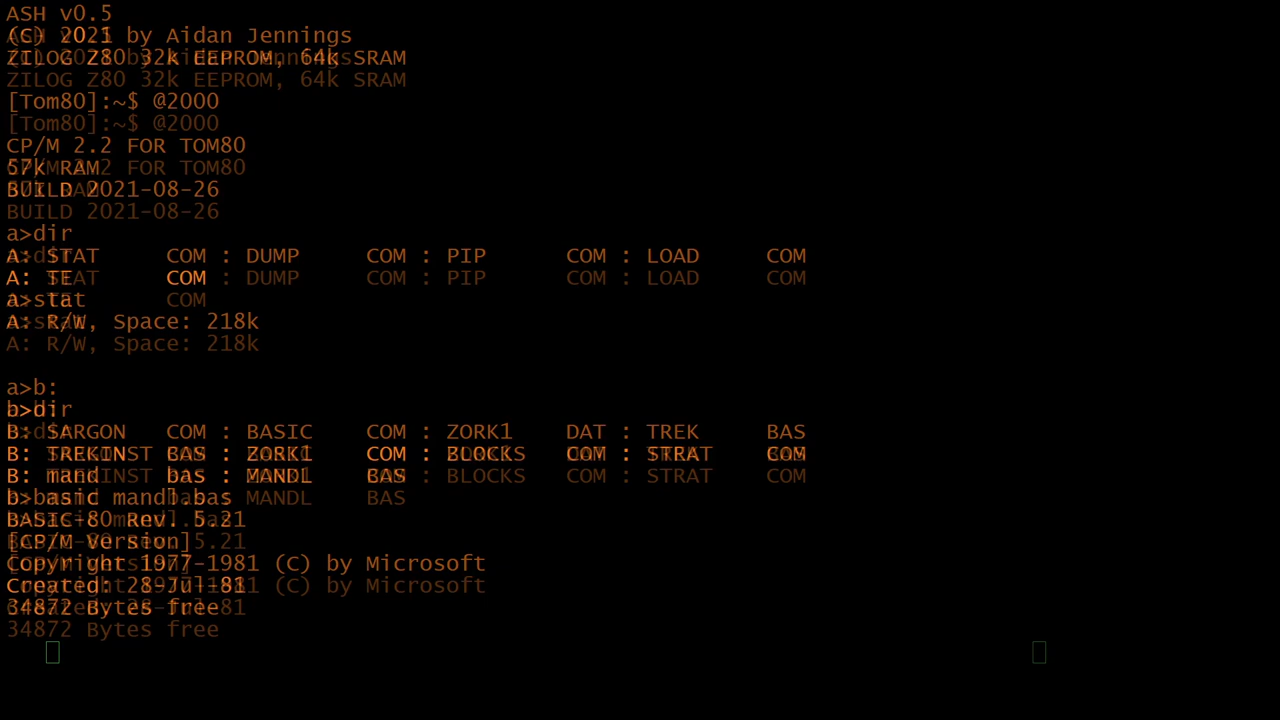 ASH v0.5
(C) 2021 by Aidan Jennings
ZILOG Z80 32k EEPROM, 64k SRAM
[Tom80]:~$ @2000
CP/M 2.2 FOR TOM80
57k RAM
BUILD 2021-08-26
a>dir
A: STAT COM : DUMP COM : PIP COM : LOAD COM
A: TE COM
a>stat
A: R/W, Space: 218k
a>b:
b>dir
B: SARGON COM : BASIC COM : ZORK1 DAT : TREK BAS
B: TREKINST BAS : ZORK1 COM : BLOCKS COM : STRAT COM
B: mand bas : MANDL BAS
b>basic mandl.bas
BASIC-80 Rev. 5.21
[CP/M Version]
Copyright 1977-1981 (C) by Microsoft
Created: 28-Jul-81
34872 Bytes free